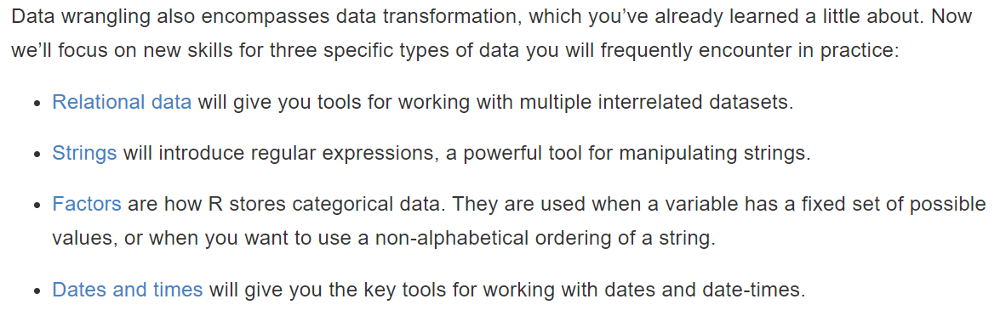 Data wrangling also encompasses data transformation, which you’ve already learned a little about. Now
we’ll focus on new skills for three specific types of data you will frequently encounter in practice:
• Relational data will give you tools for working with multiple interrelated datasets.
• Strings will introduce regular expressions, a powerful tool for manipulating strings.
• Factors are how R stores categorical data. They are used when a variable has a fixed set of possible
values, or when you want to use a non-alphabetical ordering of a string.
• Dates and times will give you the key tools for working with dates and date-times.